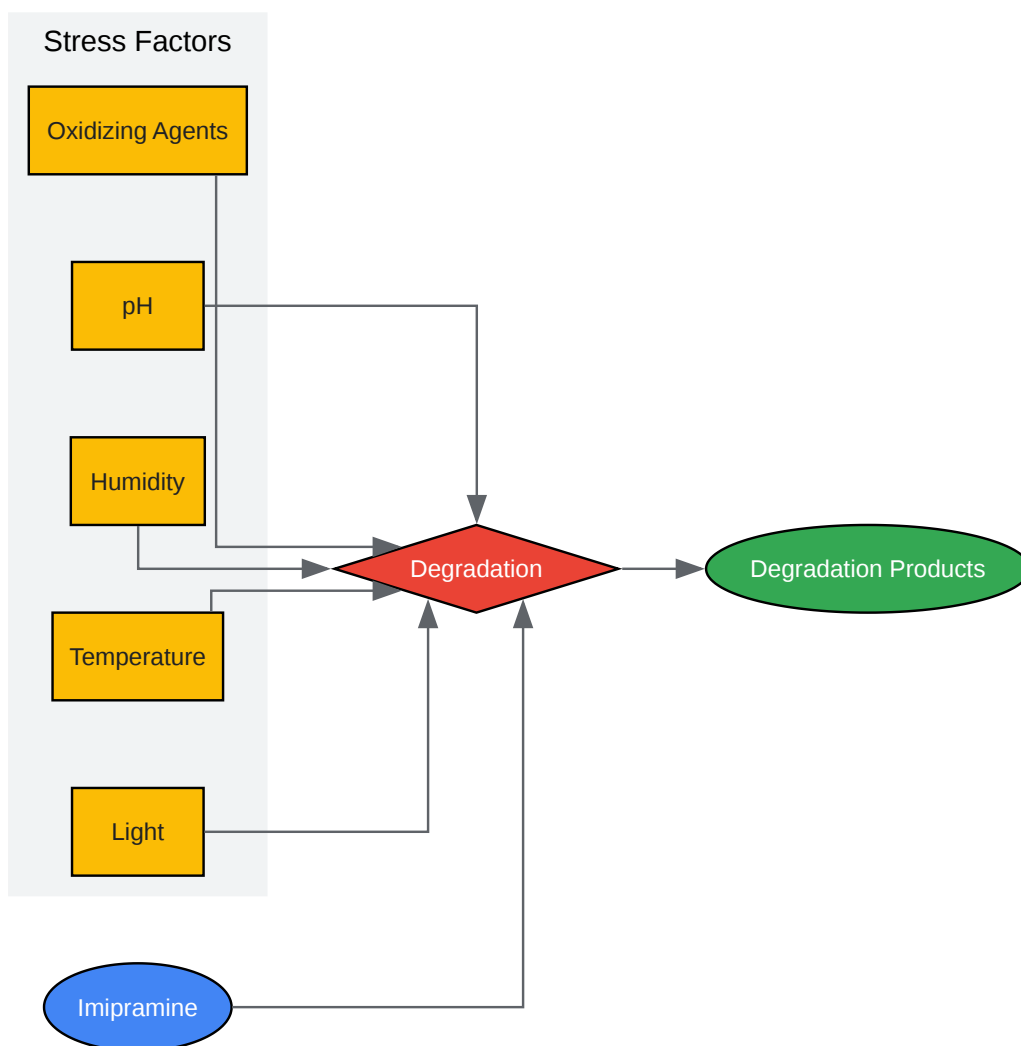 Stress Factors
Oxidizing Agents
pH
Humidity
Degradation
Degradation Products
Temperature
Light
Imipramine